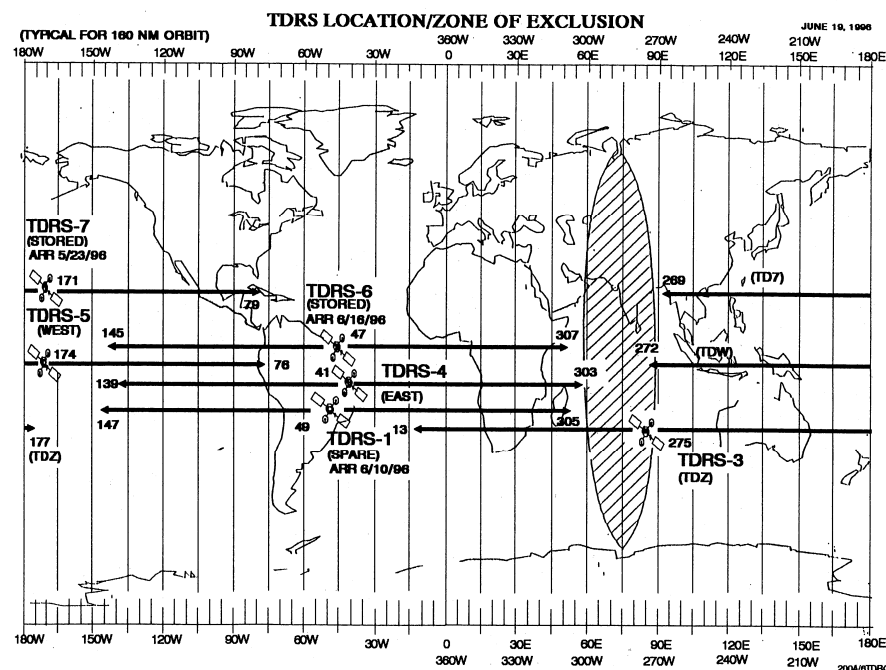 TDRS LOCATION/ZONE OF EXCLUSION
(TYPICAL FOR 160 NM ORBIT)
JUNE 19, 1996
360W 330W 300W 270W 240W 210W
180W 150W 120W 90W 60W 30W 0 30E 60E 90E 120E 150E 180E
TDRS-7
(STORED)
ARR 5/23/96
171
79
269
(TD7)
TDRS-6
(STORED)
ARR 6/16/96
47
145
307
TDRS-5
(WEST)
174
76
272
(TDW)
41
TDRS-4
(EAST)
139
303
147
49
305
TDRS-1
(SPARE)
ARR 6/10/96
177
(TDZ)
13
275
TDRS-3
(TDZ)
180W 150W 120W 90W 60W 30W 0 30E 60E 90E 120E 150E 180E
360W 330W 300W 270W 240W 210W